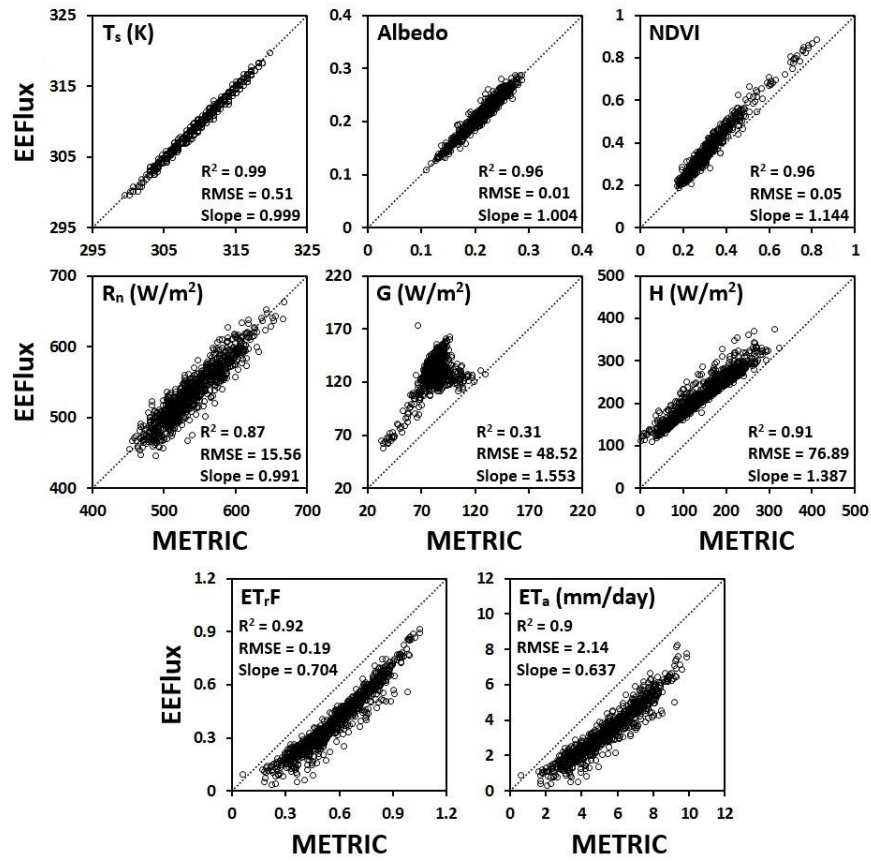 T_s (K)
325
315
305
295
295 305 315 325
R² = 0.99
RMSE = 0.51
Slope = 0.999
Albedo
0.4
0.3
0.2
0.1
0
0 0.1 0.2 0.3 0.4
R² = 0.96
RMSE = 0.01
Slope = 1.004
NDVI
1
0.8
0.6
0.4
0.2
0
0 0.2 0.4 0.6 0.8 1
R² = 0.96
RMSE = 0.05
Slope = 1.144
EEFlux
Rₙ (W/m²)
700
600
500
400
400 500 600 700
R² = 0.87
RMSE = 15.56
Slope = 0.991
G (W/m²)
220
170
120
70
20
20 70 120 170 220
R² = 0.31
RMSE = 48.52
Slope = 1.553
H (W/m²)
500
400
300
200
100
0
0 100 200 300 400 500
R² = 0.91
RMSE = 76.89
Slope = 1.387
EEFlux
METRIC METRIC METRIC
ETᵣF
1.2
0.9
0.6
0.3
0
0 0.3 0.6 0.9 1.2
R² = 0.92
RMSE = 0.19
Slope = 0.704
ETₐ (mm/day)
12
10
8
6
4
2
0
0 2 4 6 8 10 12
R² = 0.9
RMSE = 2.14
Slope = 0.637
EEFlux
METRIC METRIC